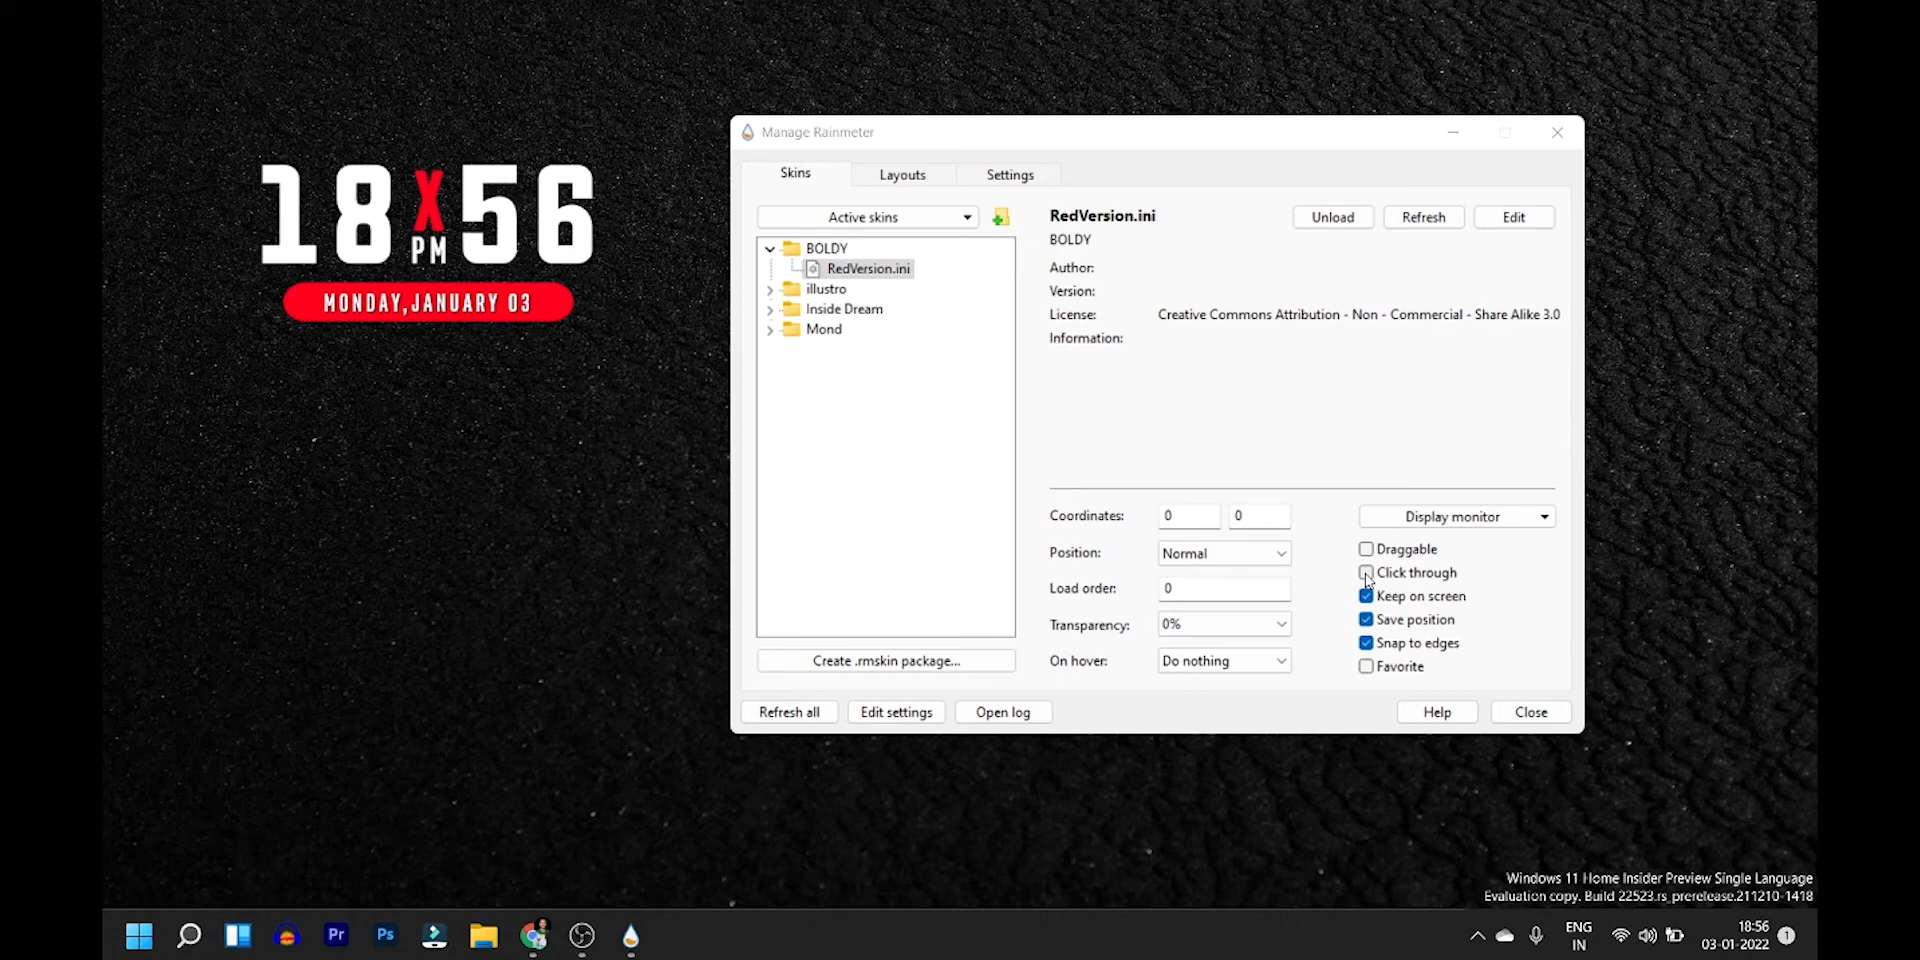 18 X 56
PM
MONDAY,JANUARY 03
Manage Rainmeter
Skins
Layouts
Settings
Active skins
BOLDY
RedVersion.ini
illustro
Inside Dream
Mond
Create .rmskin package...
RedVersion.ini
Unload
Refresh
Edit
BOLDY
Author:
Version:
License: Creative Commons Attribution - Non - Commercial - Share Alike 3.0
Information:
Coordinates: 0 0
Display monitor
Position: Normal
Load order: 0
Transparency: 0%
On hover: Do nothing
Draggable
Click through
Keep on screen
Save position
Snap to edges
Favorite
Refresh all
Edit settings
Open log
Help
Close
Windows 11 Home Insider Preview Single Language
Evaluation copy. Build 22523.rs_prerelease.211210-1418
Pr
Ps
ENG
IN
18:56
03-01-2022
1